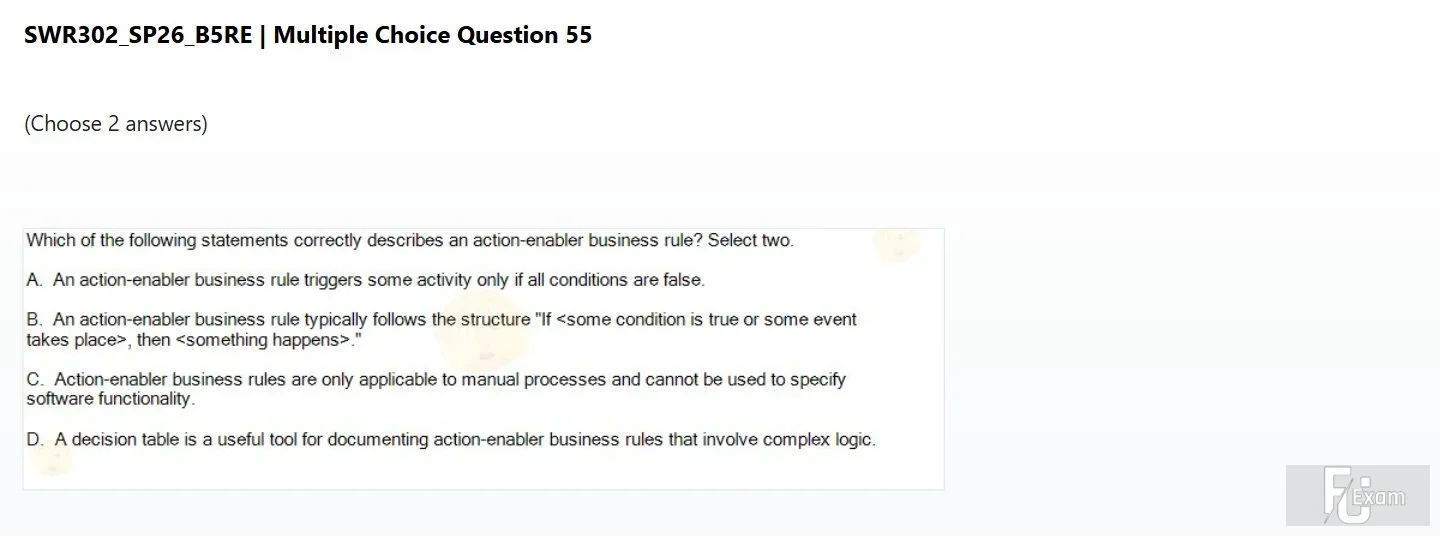 SWR302_SP26_B5RE | Multiple Choice Question 55
(Choose 2 answers)
Which of the following statements correctly describes an action-enabler business rule? Select two.
A. An action-enabler business rule triggers some activity only if all conditions are false.
B. An action-enabler business rule typically follows the structure "If <some condition is true or some event
takes place>, then <something happens>."
C. Action-enabler business rules are only applicable to manual processes and cannot be used to specify
software functionality.
D. A decision table is a useful tool for documenting action-enabler business rules that involve complex logic.
FU Exam